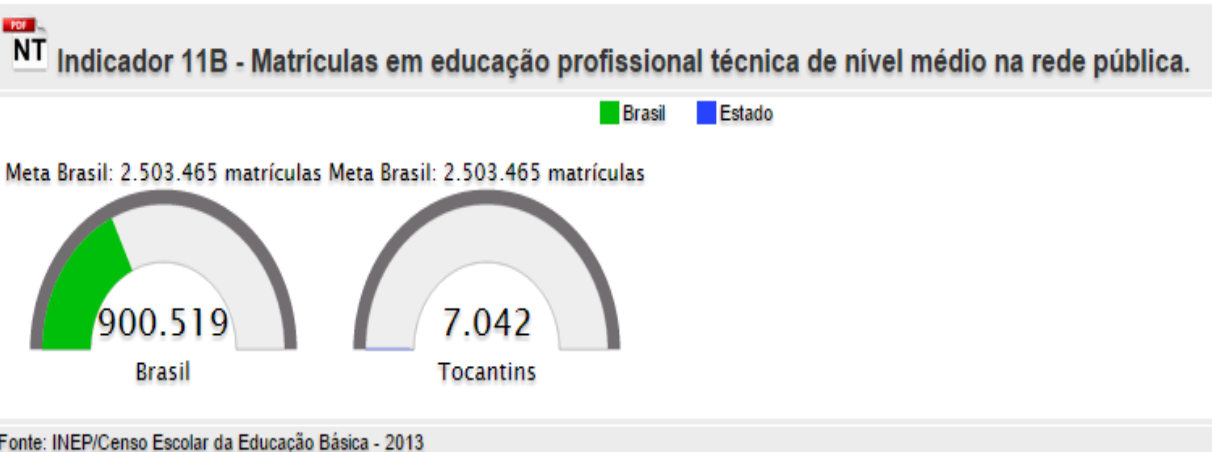 PDF
NT Indicador 11B - Matrículas em educação profissional técnica de nível médio na rede pública.
Brasil Estado
Meta Brasil: 2.503.465 matrículas Meta Brasil: 2.503.465 matrículas
900.519 7.042
Brasil Tocantins
Fonte: INEP/Censo Escolar da Educação Básica - 2013